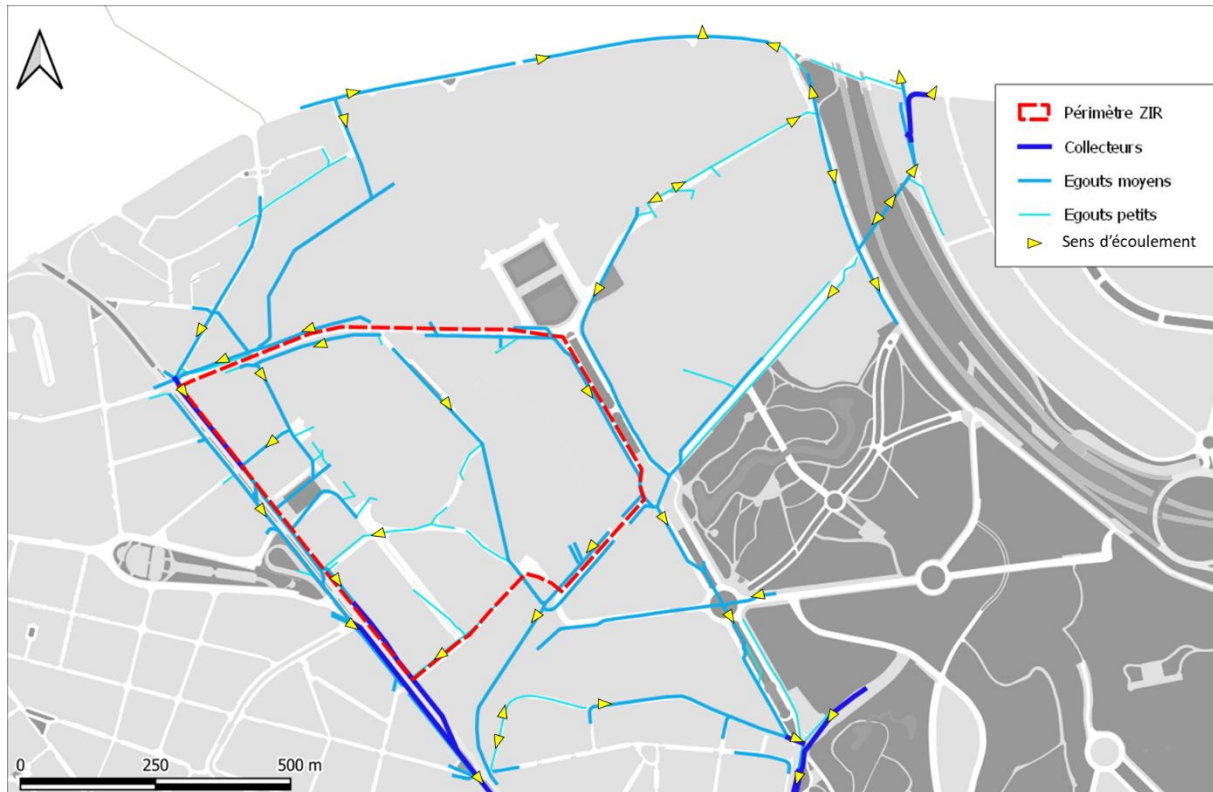 Périmètre ZIR
Collecteurs
Egouts moyens
Egouts petits
Sens d'écoulement
0 250 500 m